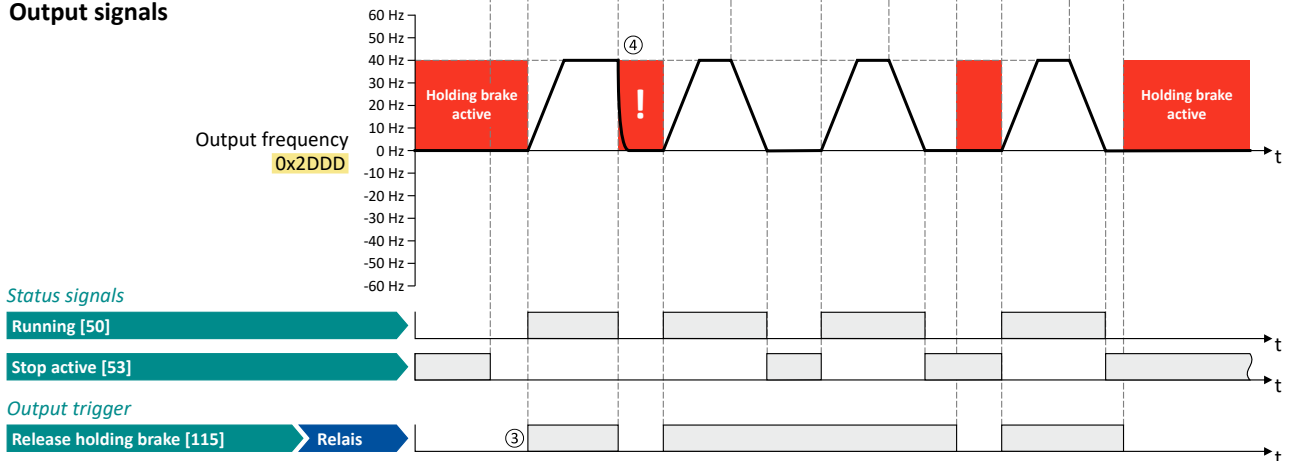 Output signals
60 Hz
50 Hz
④
40 Hz
30 Hz
Holding brake active
!
Holding brake active
20 Hz
10 Hz
Output frequency
0 Hz
t
0x2DDD
-10 Hz
-20 Hz
-30 Hz
-40 Hz
-50 Hz
-60 Hz
Status signals
Running [50]
t
Stop active [53]
t
Output trigger
Release holding brake [115]
Relais
③
t